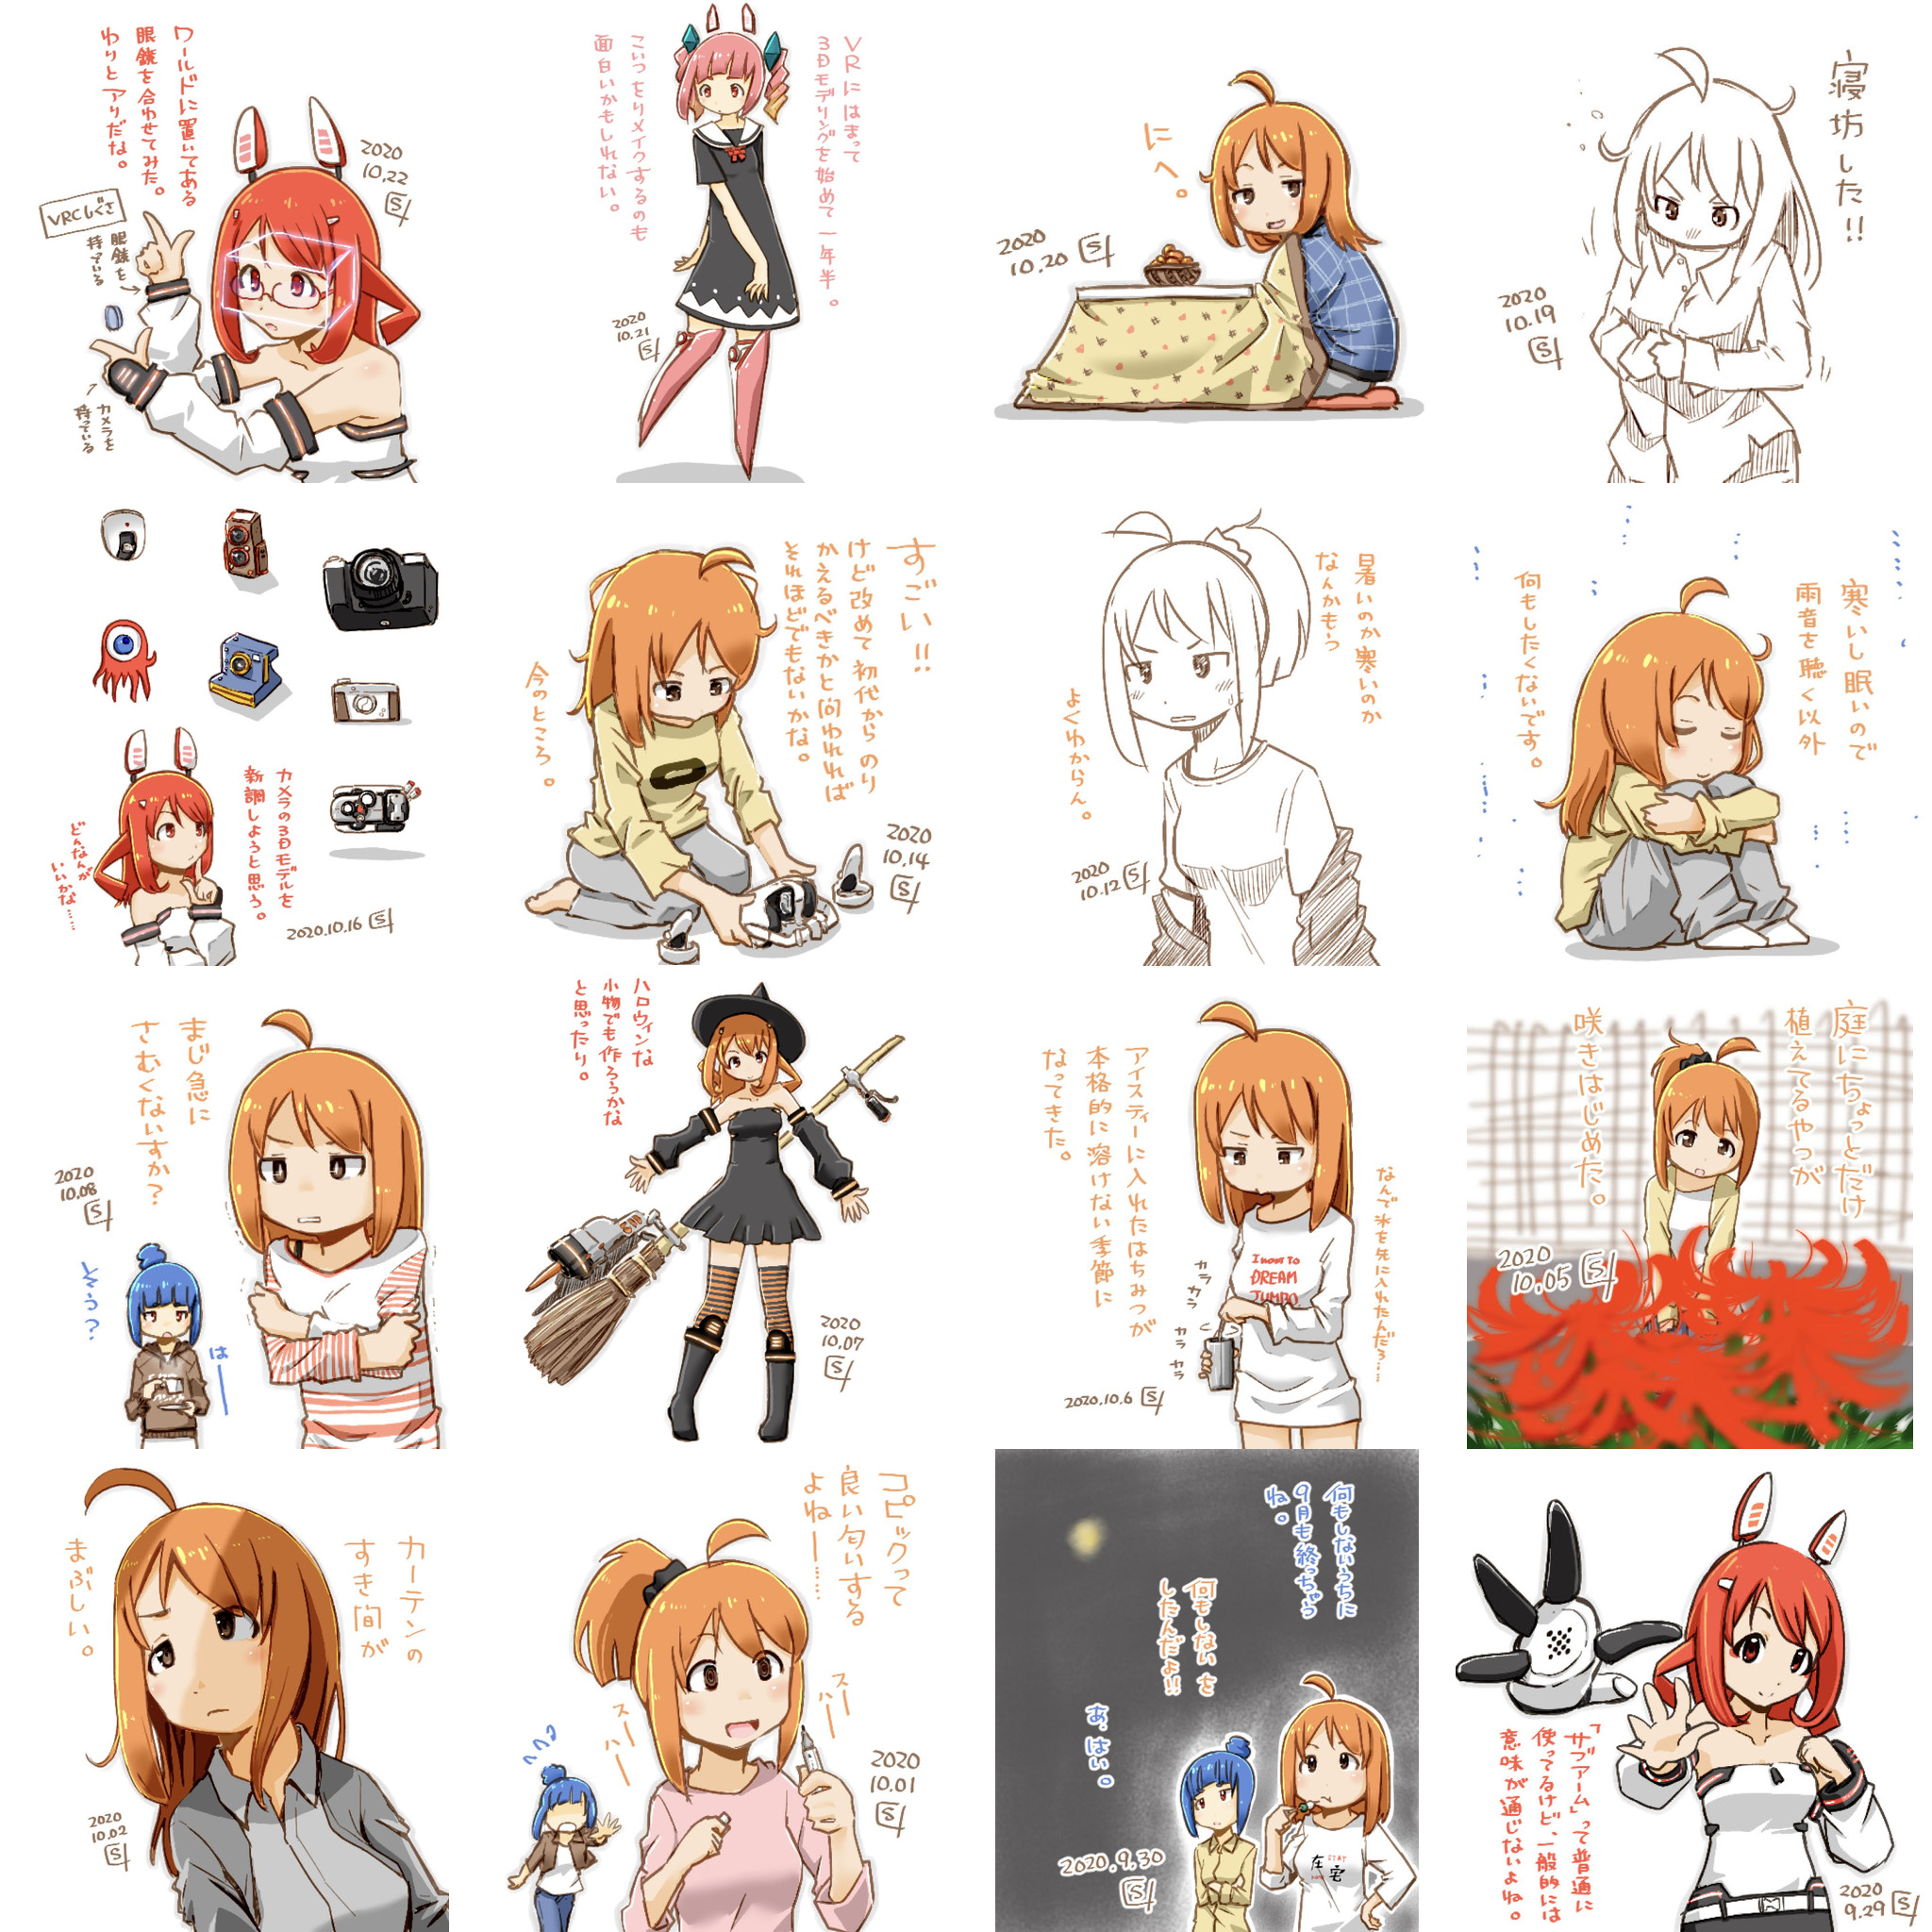 ワールドに置いてある
眼鏡を合わせてみた。
わりとアリだな。
2020
10.22
VRCしぐさ
眼鏡を
持っている
カメラを
持っている
VRにはまって
3Dモデリングを始めて一年半。
こいつをリメイクするのも
面白いかもしれない。
2020
10.21
にへ。
2020
10.20
寝坊した!!
2020
10.19
カメラの3Dモデルを
新調しようと思う。
どんなんが
いいかな……
2020.10.16
すごい!!
けど改めて初代からのり
かえるべきかと問われれば
それほどでもないかな。
今のところ。
2020
10.14
暑いのか寒いのか
なんかもう
よくわからん。
2020
10.12
寒いし眠いので
雨音を聴く以外
何もしたくないです。
まじ急に
さむくないすか?
2020
10.08
そう?
はー
ハロウィンな
小物でも作ろうかな
と思ったり。
2020
10.07
アイスティーに入れたはちみつが
本格的に溶けない季節に
なってきた。
なんで氷を先に入れたんだろ…
I WANT TO
DREAM
JUMBO
カラカラ
カラカラ
2020.10.6
庭にちょっとだけ
植えてるやつが
咲きはじめた。
2020
10.05
カーテンの
すき間が
まぶしい。
2020
10.02
コピックって
良い匂いする
よねー……
スー
ハー
スー
ハー
2020
10.01
何もしないうちに
9月も終っちゃう
ね。
何もしないを
したんだよ!!
あ、はい。
STAY
在宅
2020.9.30
「サブアーム」って普通に
使ってるけど、一般的には
意味が通じないよね。
2020
9.29